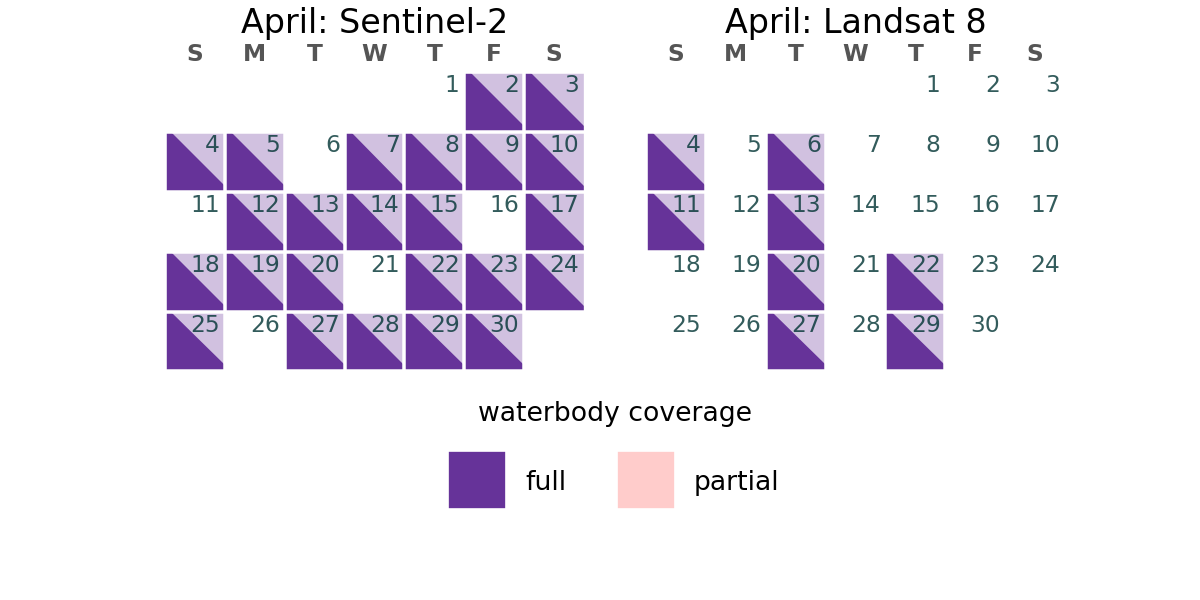 April: Sentinel-2
S M T W T F S
1 2 3
4 5 6 7 8 9 10
11 12 13 14 15 16 17
18 19 20 21 22 23 24
25 26 27 28 29 30
April: Landsat 8
S M T W T F S
1 2 3
4 5 6 7 8 9 10
11 12 13 14 15 16 17
18 19 20 21 22 23 24
25 26 27 28 29 30
waterbody coverage
full partial